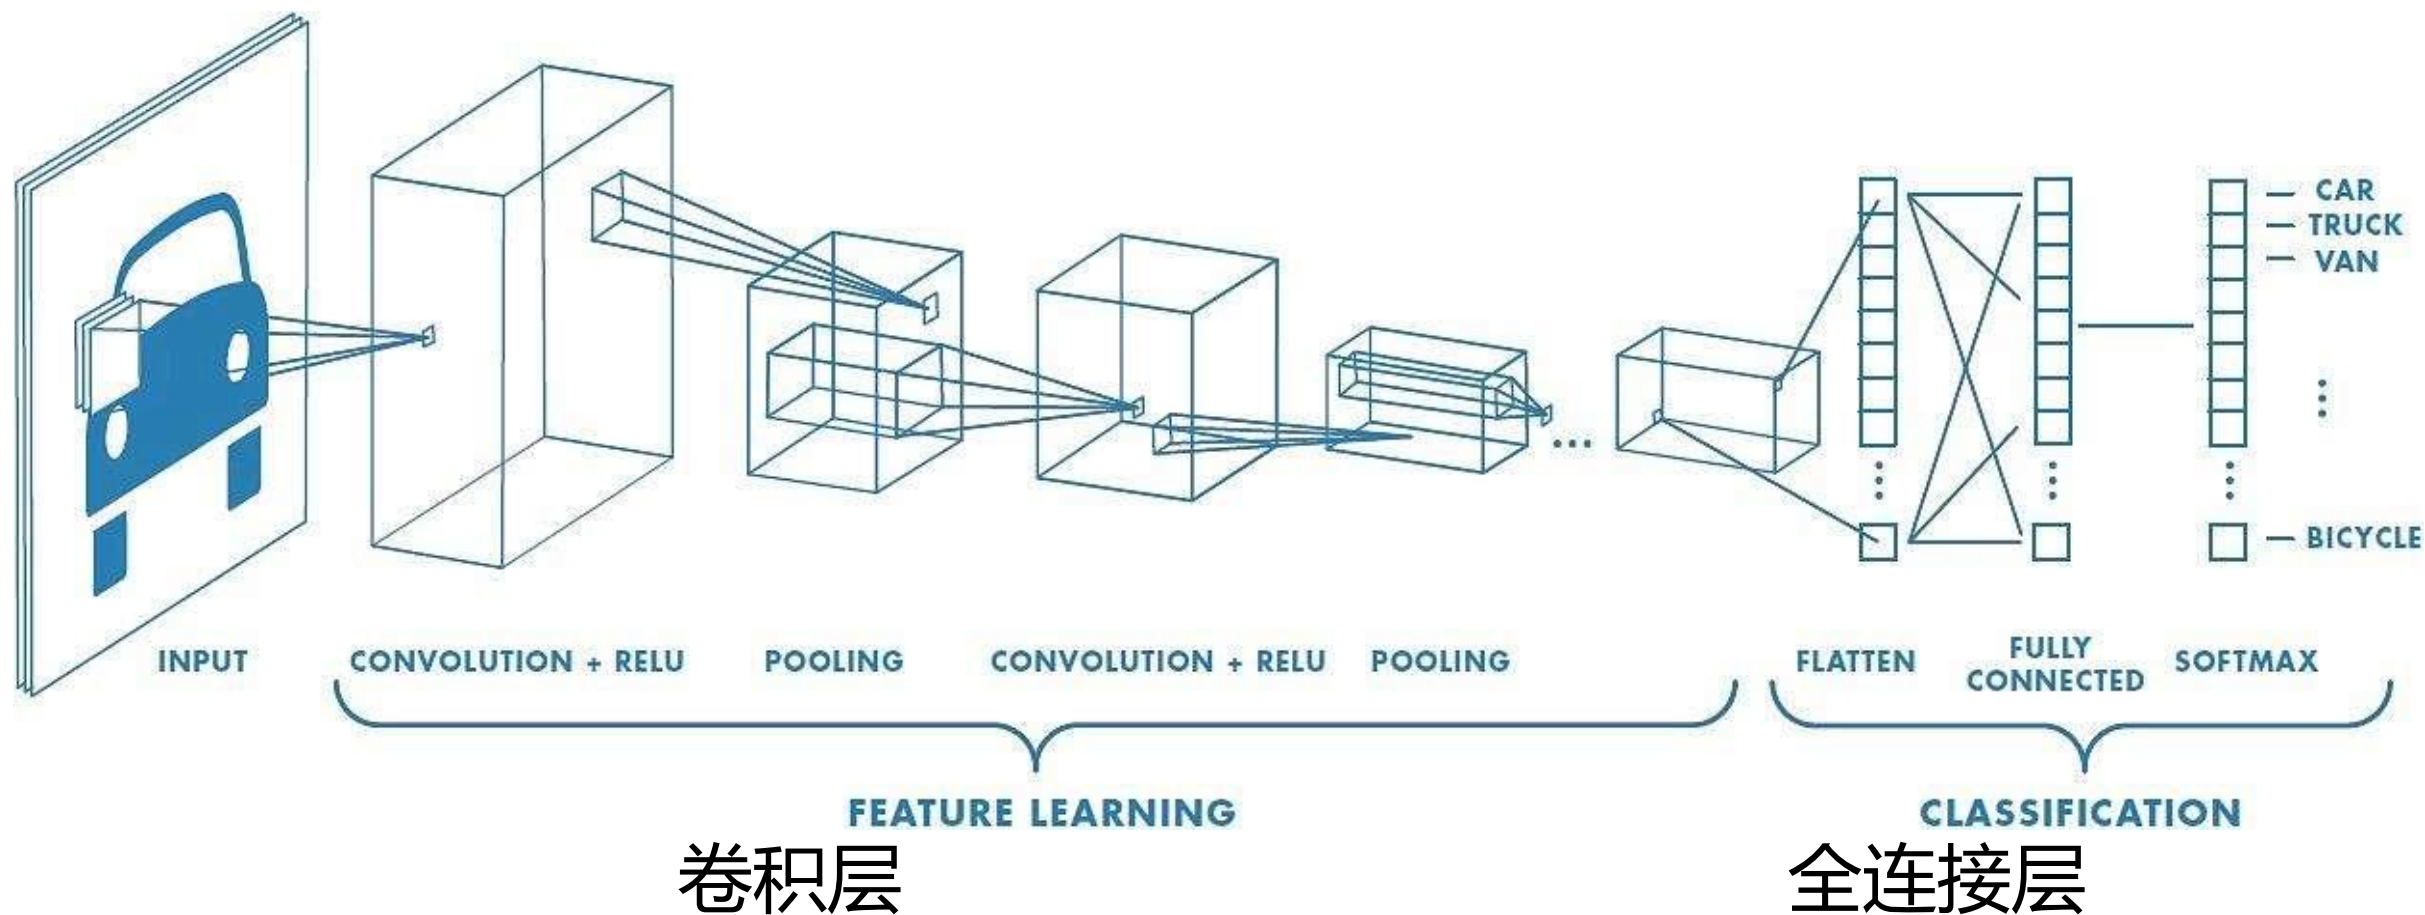 CAR
TRUCK
VAN
BICYCLE
INPUT
CONVOLUTION + RELU
POOLING
CONVOLUTION + RELU
POOLING
FLATTEN
FULLY
CONNECTED
SOFTMAX
FEATURE LEARNING
CLASSIFICATION
卷积层
全连接层